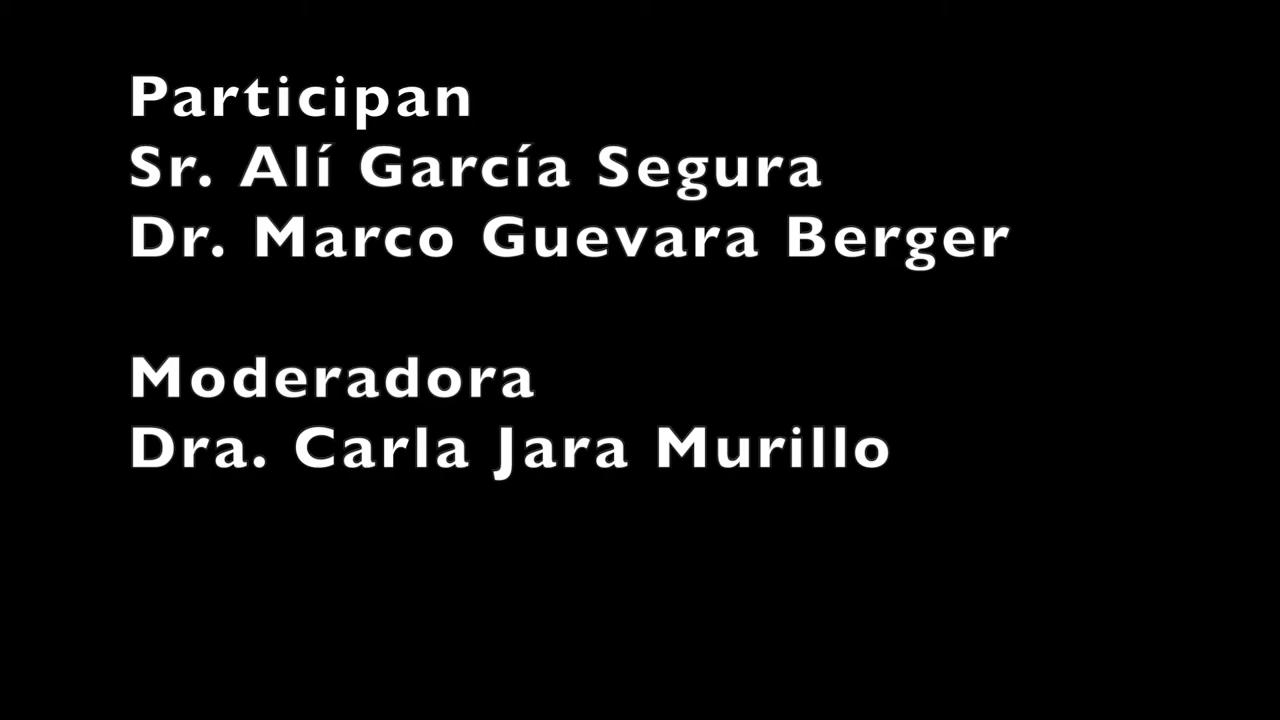 Participan
Sr. Alí García Segura
Dr. Marco Guevara Berger
Moderadora
Dra. Carla Jara Murillo